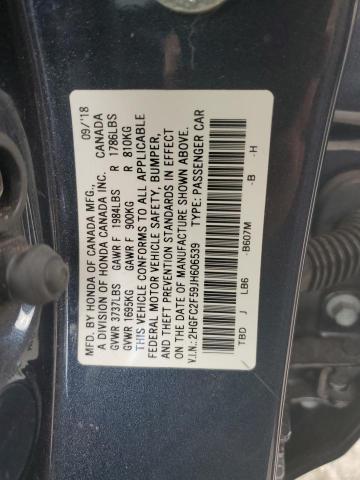 MFD. BY HONDA OF CANADA MFG., 09/'18
A DIVISION OF HONDA CANADA INC. CANADA
GVWR 3737LBS GAWR F 1984LBS R 1786LBS
GVWR 1695KG GAWR F 900KG R 810KG
THIS VEHICLE CONFORMS TO ALL APPLICABLE
FEDERAL MOTOR VEHICLE SAFETY, BUMPER,
AND THEFT PREVENTION STANDARDS IN EFFECT
ON THE DATE OF MANUFACTURE SHOWN ABOVE.
V.I.N.: 2HGFC2F59JH606539 TYPE: PASSENGER CAR
TBD J LB6 -B607M -B -H